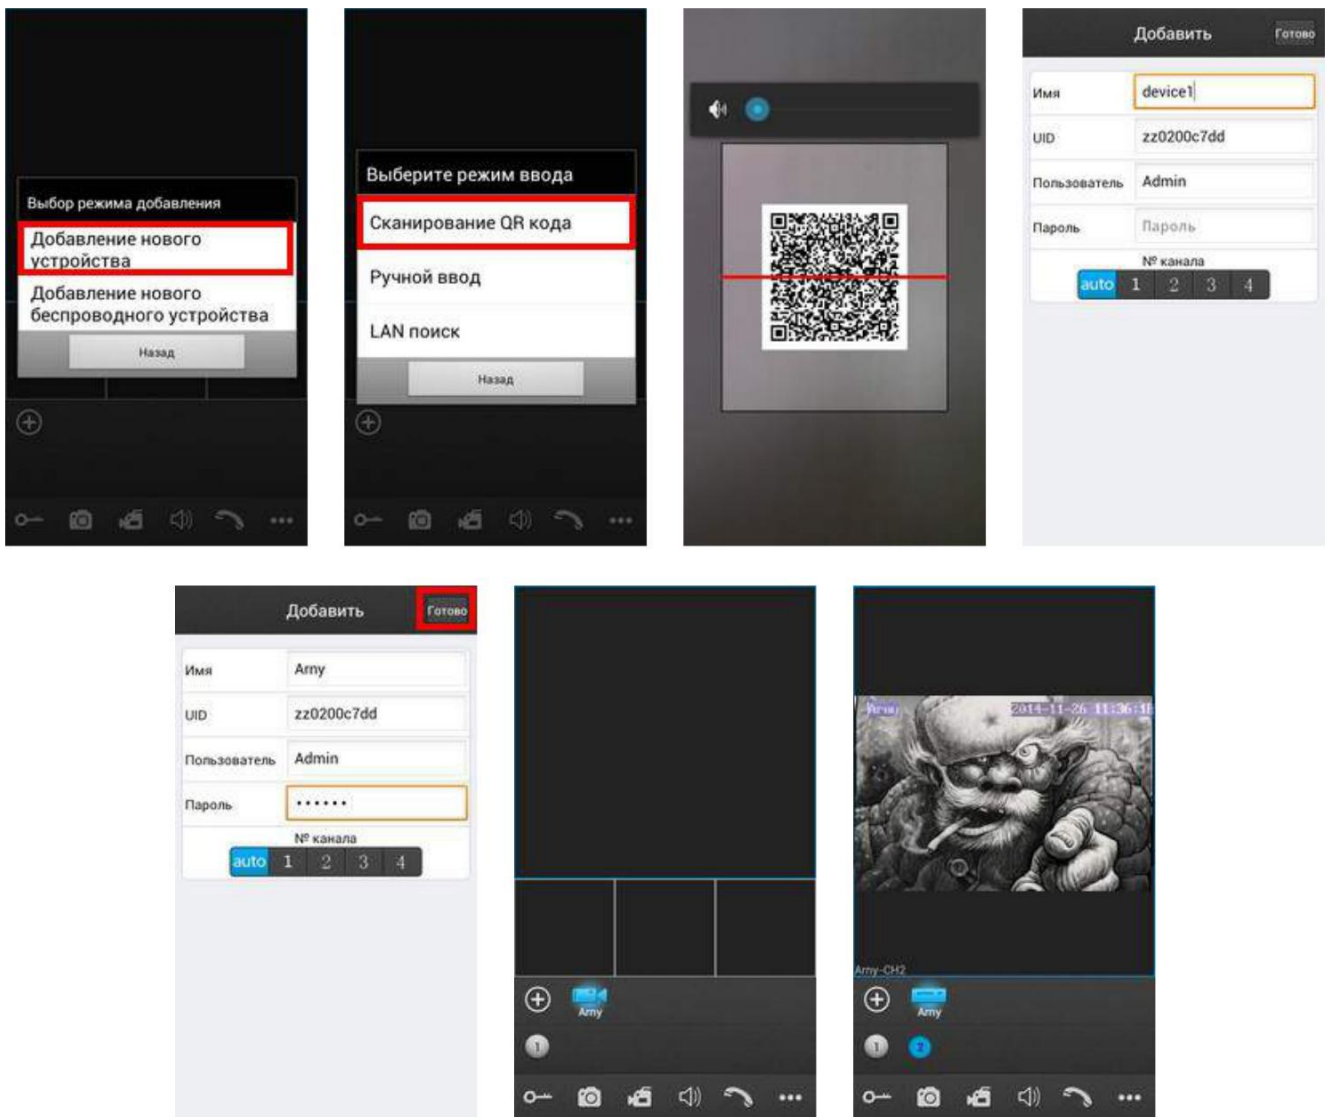 Выбор режима добавления
Добавление нового
устройства
Добавление нового
беспроводного устройства
Назад
Выберите режим ввода
Сканирование QR кода
Ручной ввод
LAN поиск
Назад
Добавить
Готово
Имя
device1
UID
zz0200c7dd
Пользователь
Admin
Пароль
Пароль
№ канала
auto 1 2 3 4
Добавить
Готово
Имя
Arny
UID
zz0200c7dd
Пользователь
Admin
Пароль
••••••
№ канала
auto 1 2 3 4
Arny
1
2014-11-26 11:36:18
Arny-CH2
Arny
1 2